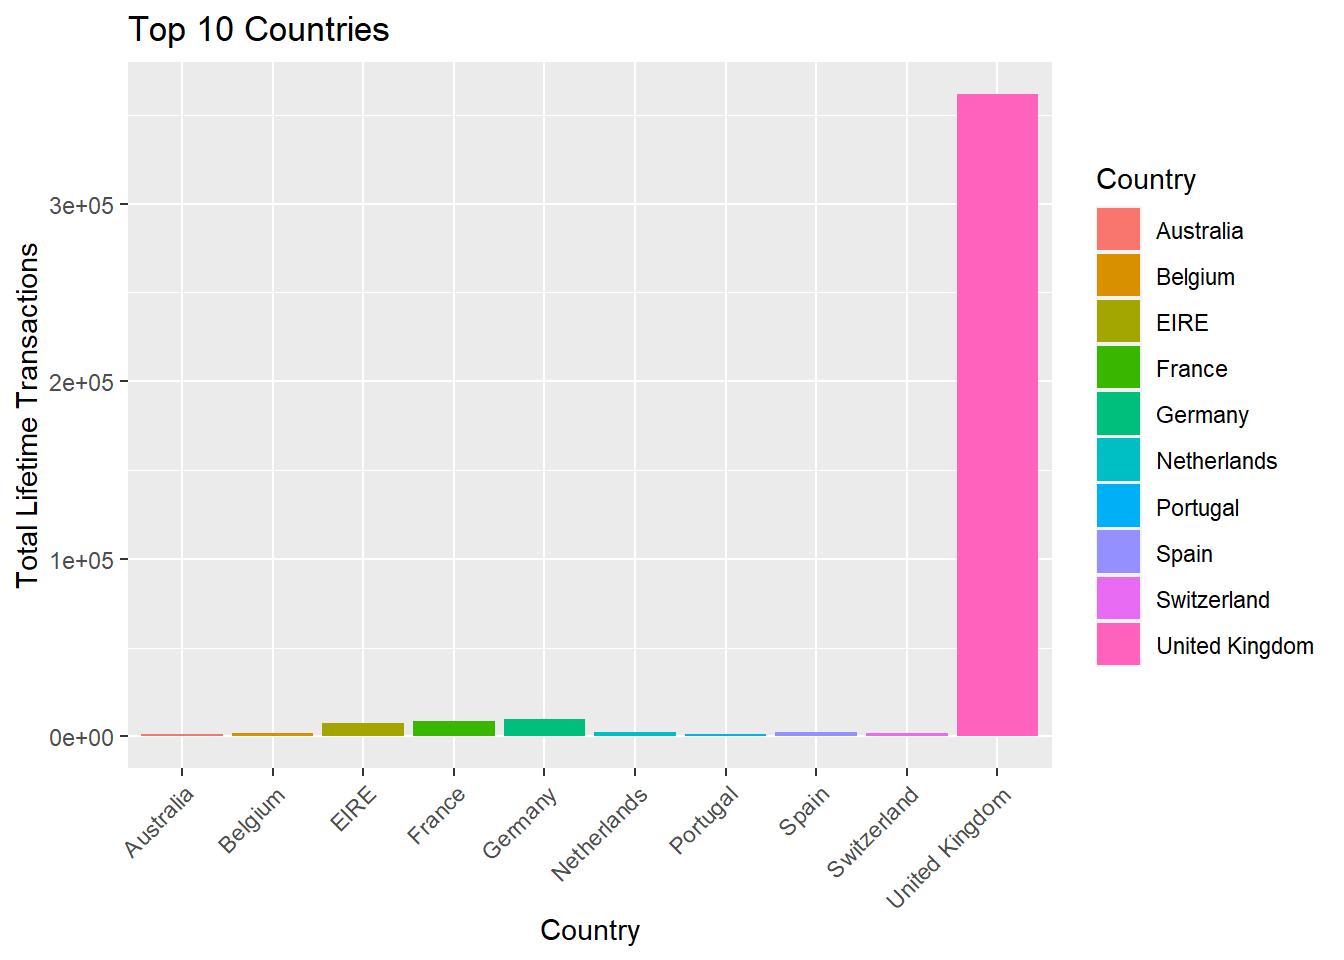 Top 10 Countries
Total Lifetime Transactions
3e+05
2e+05
1e+05
0e+00
Australia
Belgium
EIRE
France
Germany
Netherlands
Portugal
Spain
Switzerland
United Kingdom
Country
Country
Australia
Belgium
EIRE
France
Germany
Netherlands
Portugal
Spain
Switzerland
United Kingdom